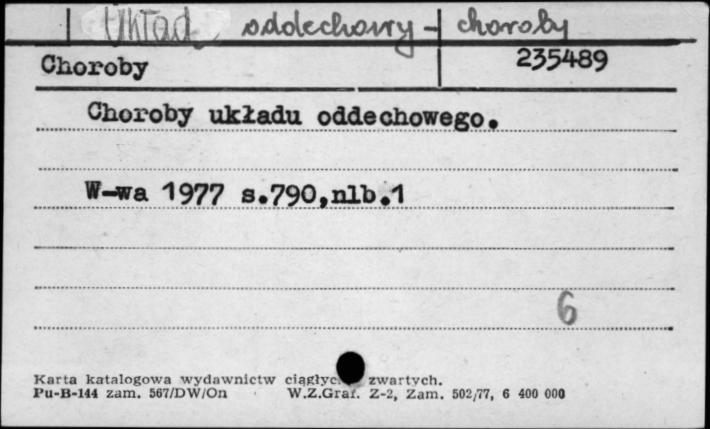 Układ oddechowy - choroby
Choroby 235489
Choroby układu oddechowego.
W-wa 1977 s.790,nlb.1
6
Karta katalogowa wydawnictw ciągłyc zwartych.
Pu-B-144 zam. 567/DW/On W.Z.Graf. Z-2, Zam. 502/77, 6 400 000